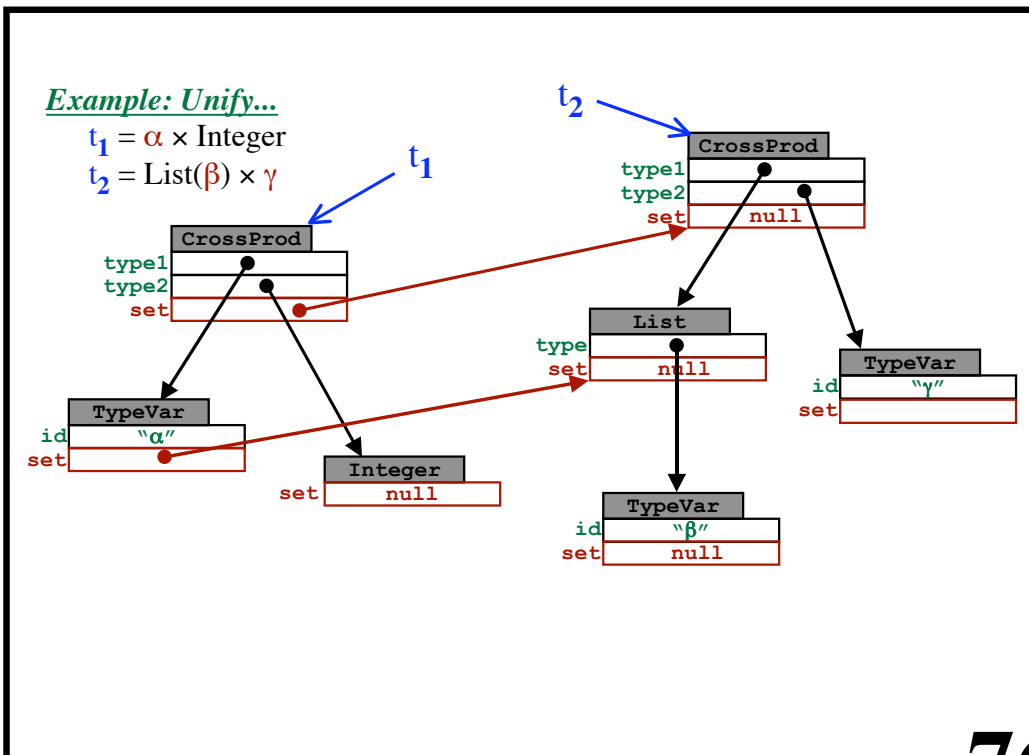 Example: Unify...
t1 = α × Integer
t2 = List(β) × γ
t1
t2
CrossProd
type1
type2
set
CrossProd
type1
type2
set null
TypeVar
id "α"
set
Integer
set null
List
type
set null
TypeVar
id "γ"
set
TypeVar
id "β"
set null